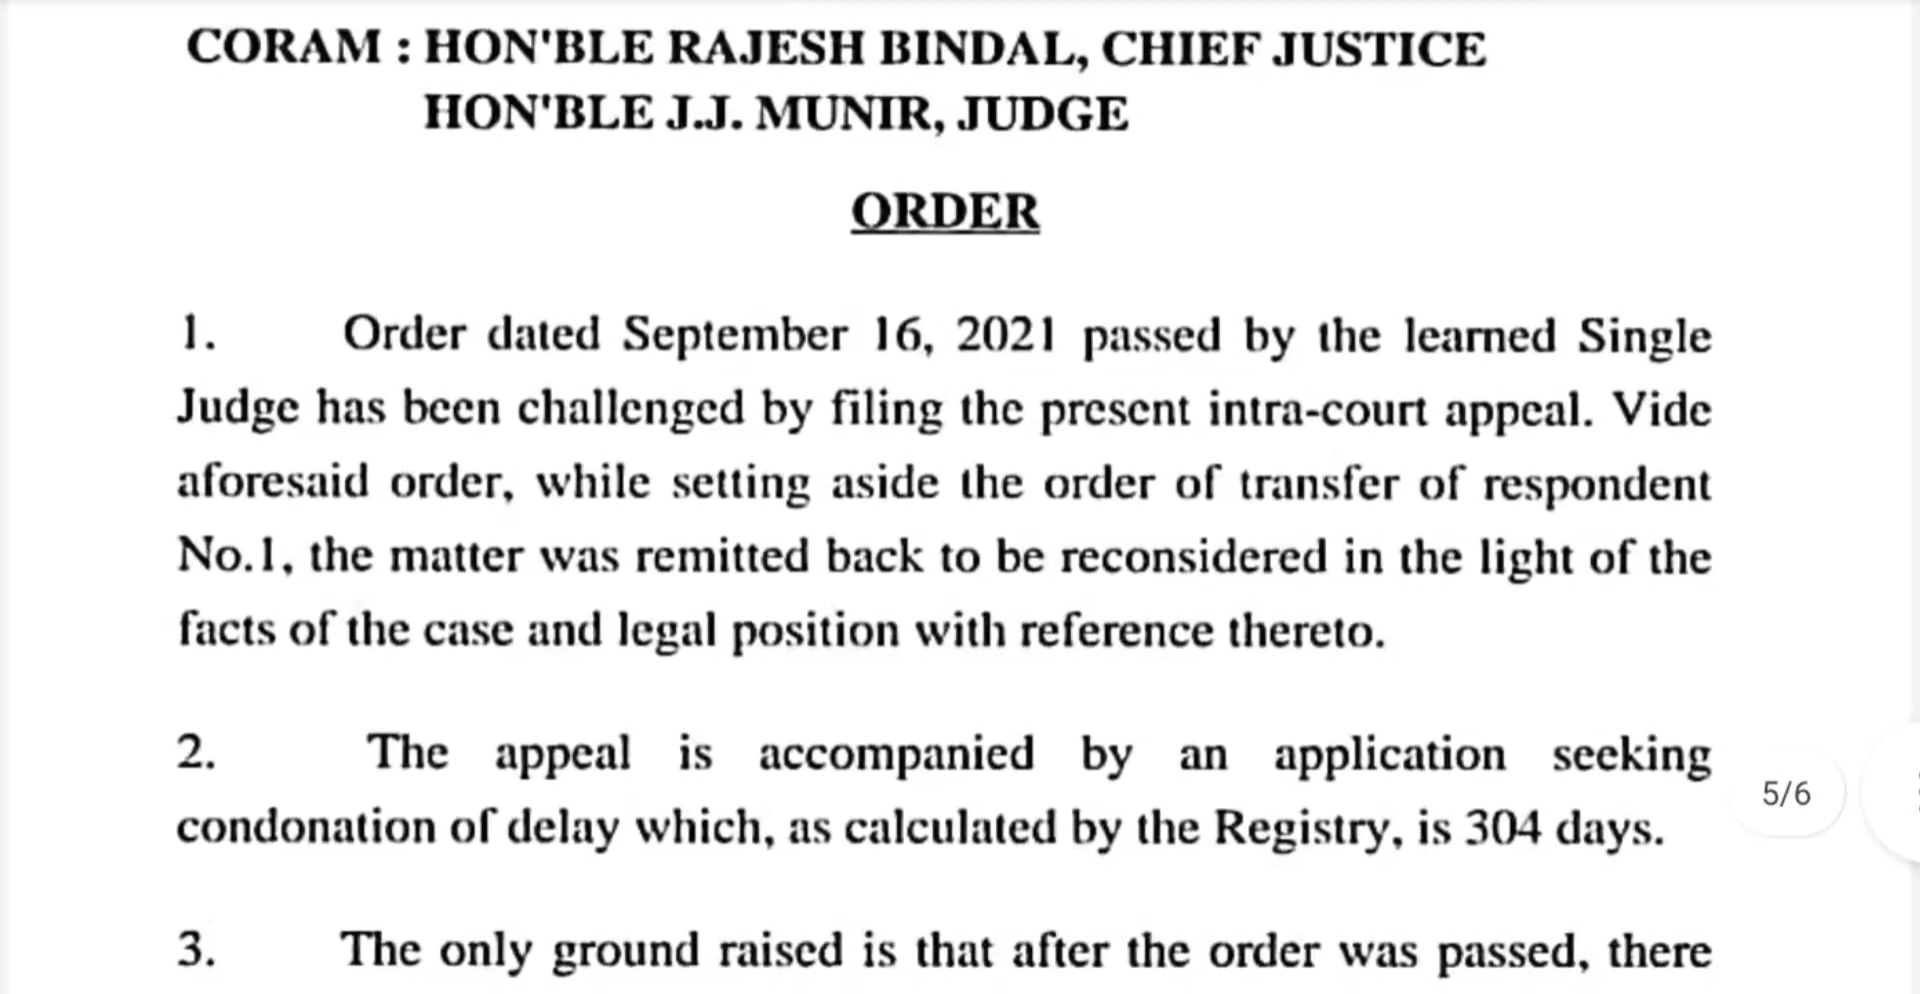 CORAM : HON'BLE RAJESH BINDAL, CHIEF JUSTICE
HON'BLE J.J. MUNIR, JUDGE
ORDER
1. Order dated September 16, 2021 passed by the learned Single
Judge has been challenged by filing the present intra-court appeal. Vide
aforesaid order, while setting aside the order of transfer of respondent
No.1, the matter was remitted back to be reconsidered in the light of the
facts of the case and legal position with reference thereto.
2. The appeal is accompanied by an application seeking
condonation of delay which, as calculated by the Registry, is 304 days.
5/6
3. The only ground raised is that after the order was passed, there